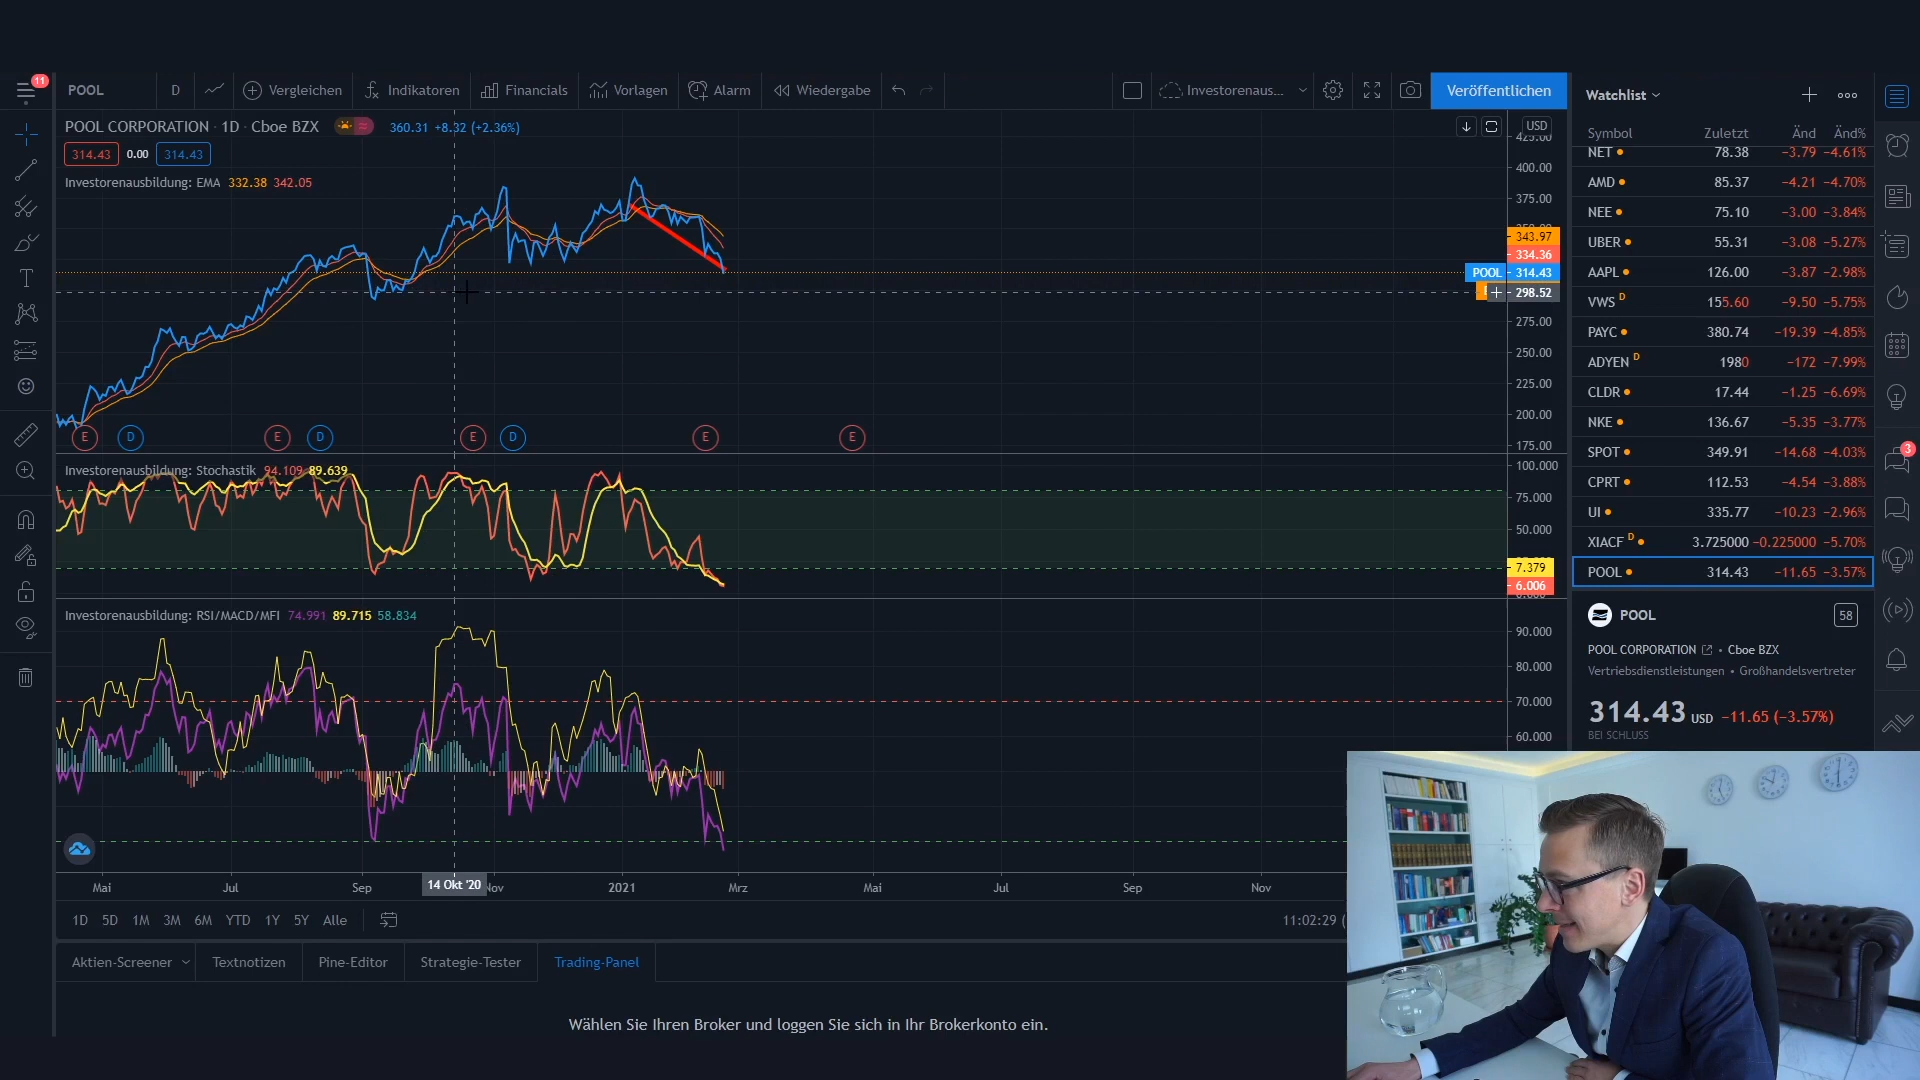 11
POOL
D
Vergleichen
Indikatoren
Financials
Vorlagen
Alarm
Wiedergabe
Investorenaus...
Veröffentlichen
POOL CORPORATION · 1D · Cboe BZX
360.31 +8.32 (+2.36%)
314.43 0.00 314.43
Investorenausbildung: EMA 332.38 342.05
USD
425.00
400.00
375.00
343.97
334.36
POOL 314.43
298.52
275.00
250.00
225.00
200.00
175.00
E D E D E D E E
Investorenausbildung: Stochastik 94.109 89.639
100.000
75.000
50.000
7.379
6.006
Investorenausbildung: RSI/MACD/MFI 74.991 89.715 58.834
90.000
80.000
70.000
60.000
Mai Jul Sep 14 Okt '20 Nov 2021 Mrz Mai Jul Sep Nov
1D 5D 1M 3M 6M YTD 1Y 5Y Alle
11:02:29 (
Aktien-Screener Textnotizen Pine-Editor Strategie-Tester Trading-Panel
Wählen Sie Ihren Broker und loggen Sie sich in Ihr Brokerkonto ein.
Watchlist
Symbol Zuletzt Änd Änd%
NET 78.38 −3.79 −4.61%
AMD 85.37 −4.21 −4.70%
NEE 75.10 −3.00 −3.84%
UBER 55.31 −3.08 −5.27%
AAPL 126.00 −3.87 −2.98%
VWS D 155.60 −9.50 −5.75%
PAYC 380.74 −19.39 −4.85%
ADYEN D 1980 −172 −7.99%
CLDR 17.44 −1.25 −6.69%
NKE 136.67 −5.35 −3.77%
SPOT 349.91 −14.68 −4.03%
CPRT 112.53 −4.54 −3.88%
UI 335.77 −10.23 −2.96%
XIACF D 3.725000 −0.225000 −5.70%
POOL 314.43 −11.65 −3.57%
POOL
58
POOL CORPORATION • Cboe BZX
Vertriebsdienstleistungen • Großhandelsvertreter
314.43 USD −11.65 (−3.57%)
BEI SCHLUSS
3